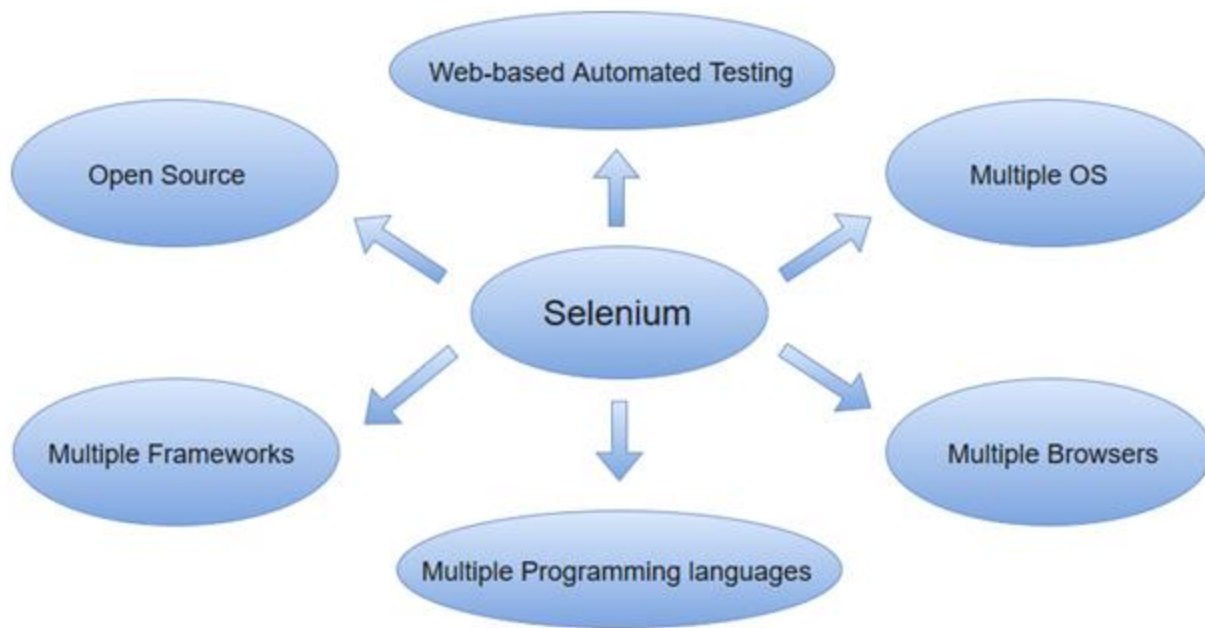 Web-based Automated Testing
Open Source
Multiple OS
Selenium
Multiple Frameworks
Multiple Browsers
Multiple Programming languages